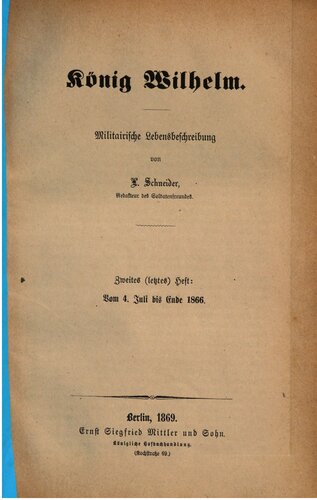 König Wilhelm.
Militairische Lebensbeschreibung
von
L. Schneider,
Redakteur des Soldatenfreundes.
Zweites (letztes) Heft:
Vom 4. Juli bis Ende 1866.
Berlin, 1869.
Ernst Siegfried Mittler und Sohn.
Königliche Hofbuchhandlung.
(Kochstraße 69.)